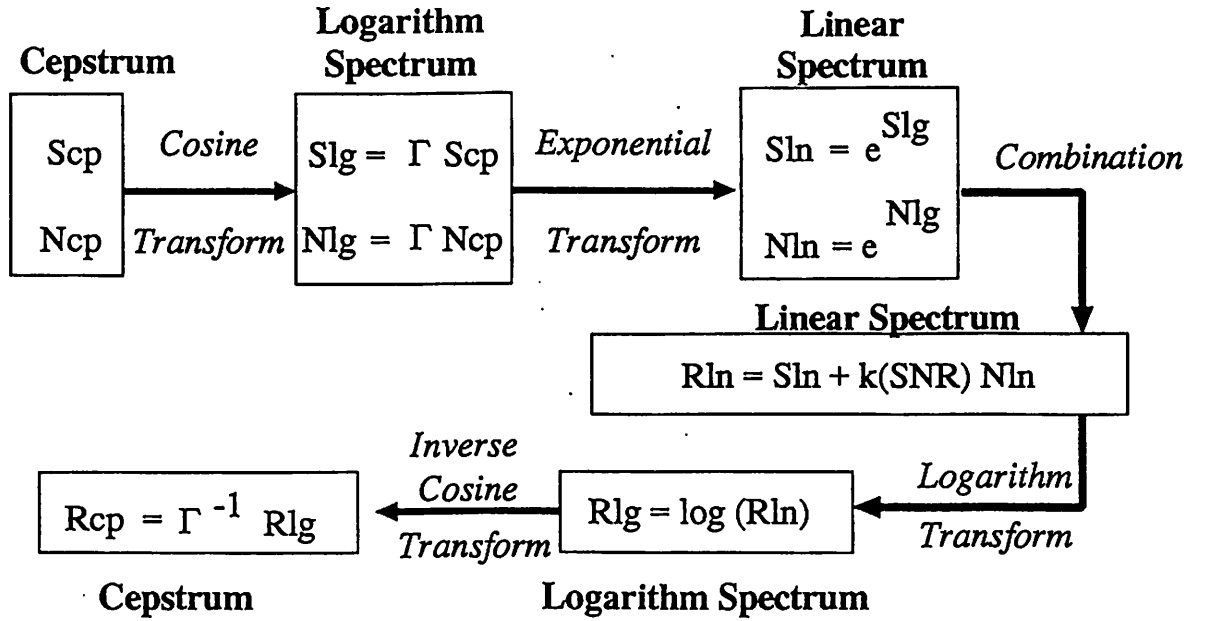 Cepstrum
Logarithm
Spectrum
Linear
Spectrum
Scp
Ncp
Cosine
Transform
Slg = Γ Scp
Nlg = Γ Ncp
Exponential
Transform
Sln = e^Slg
Nln = e^Nlg
Combination
Linear Spectrum
Rln = Sln + k(SNR) Nln
Logarithm
Transform
Rlg = log (Rln)
Logarithm Spectrum
Inverse
Cosine
Transform
Rcp = Γ^-1 Rlg
Cepstrum